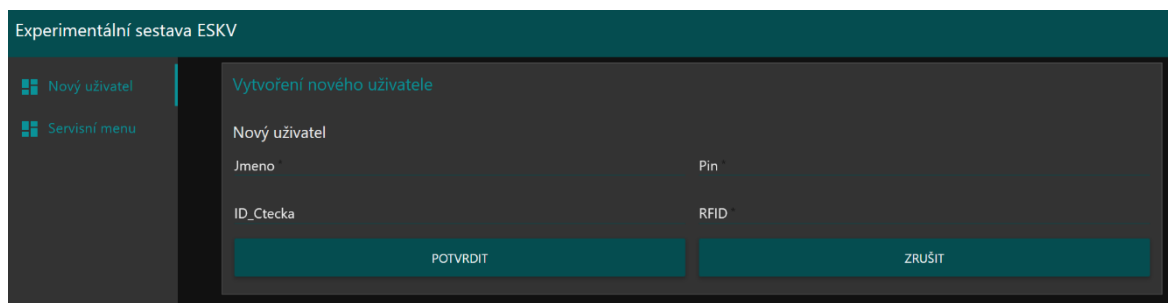 Experimentální sestava ESKV
Nový uživatel
Servisní menu
Vytvoření nového uživatele
Nový uživatel
Jmeno *
Pin *
ID_Ctecka
RFID *
POTVRDIT
ZRUŠIT